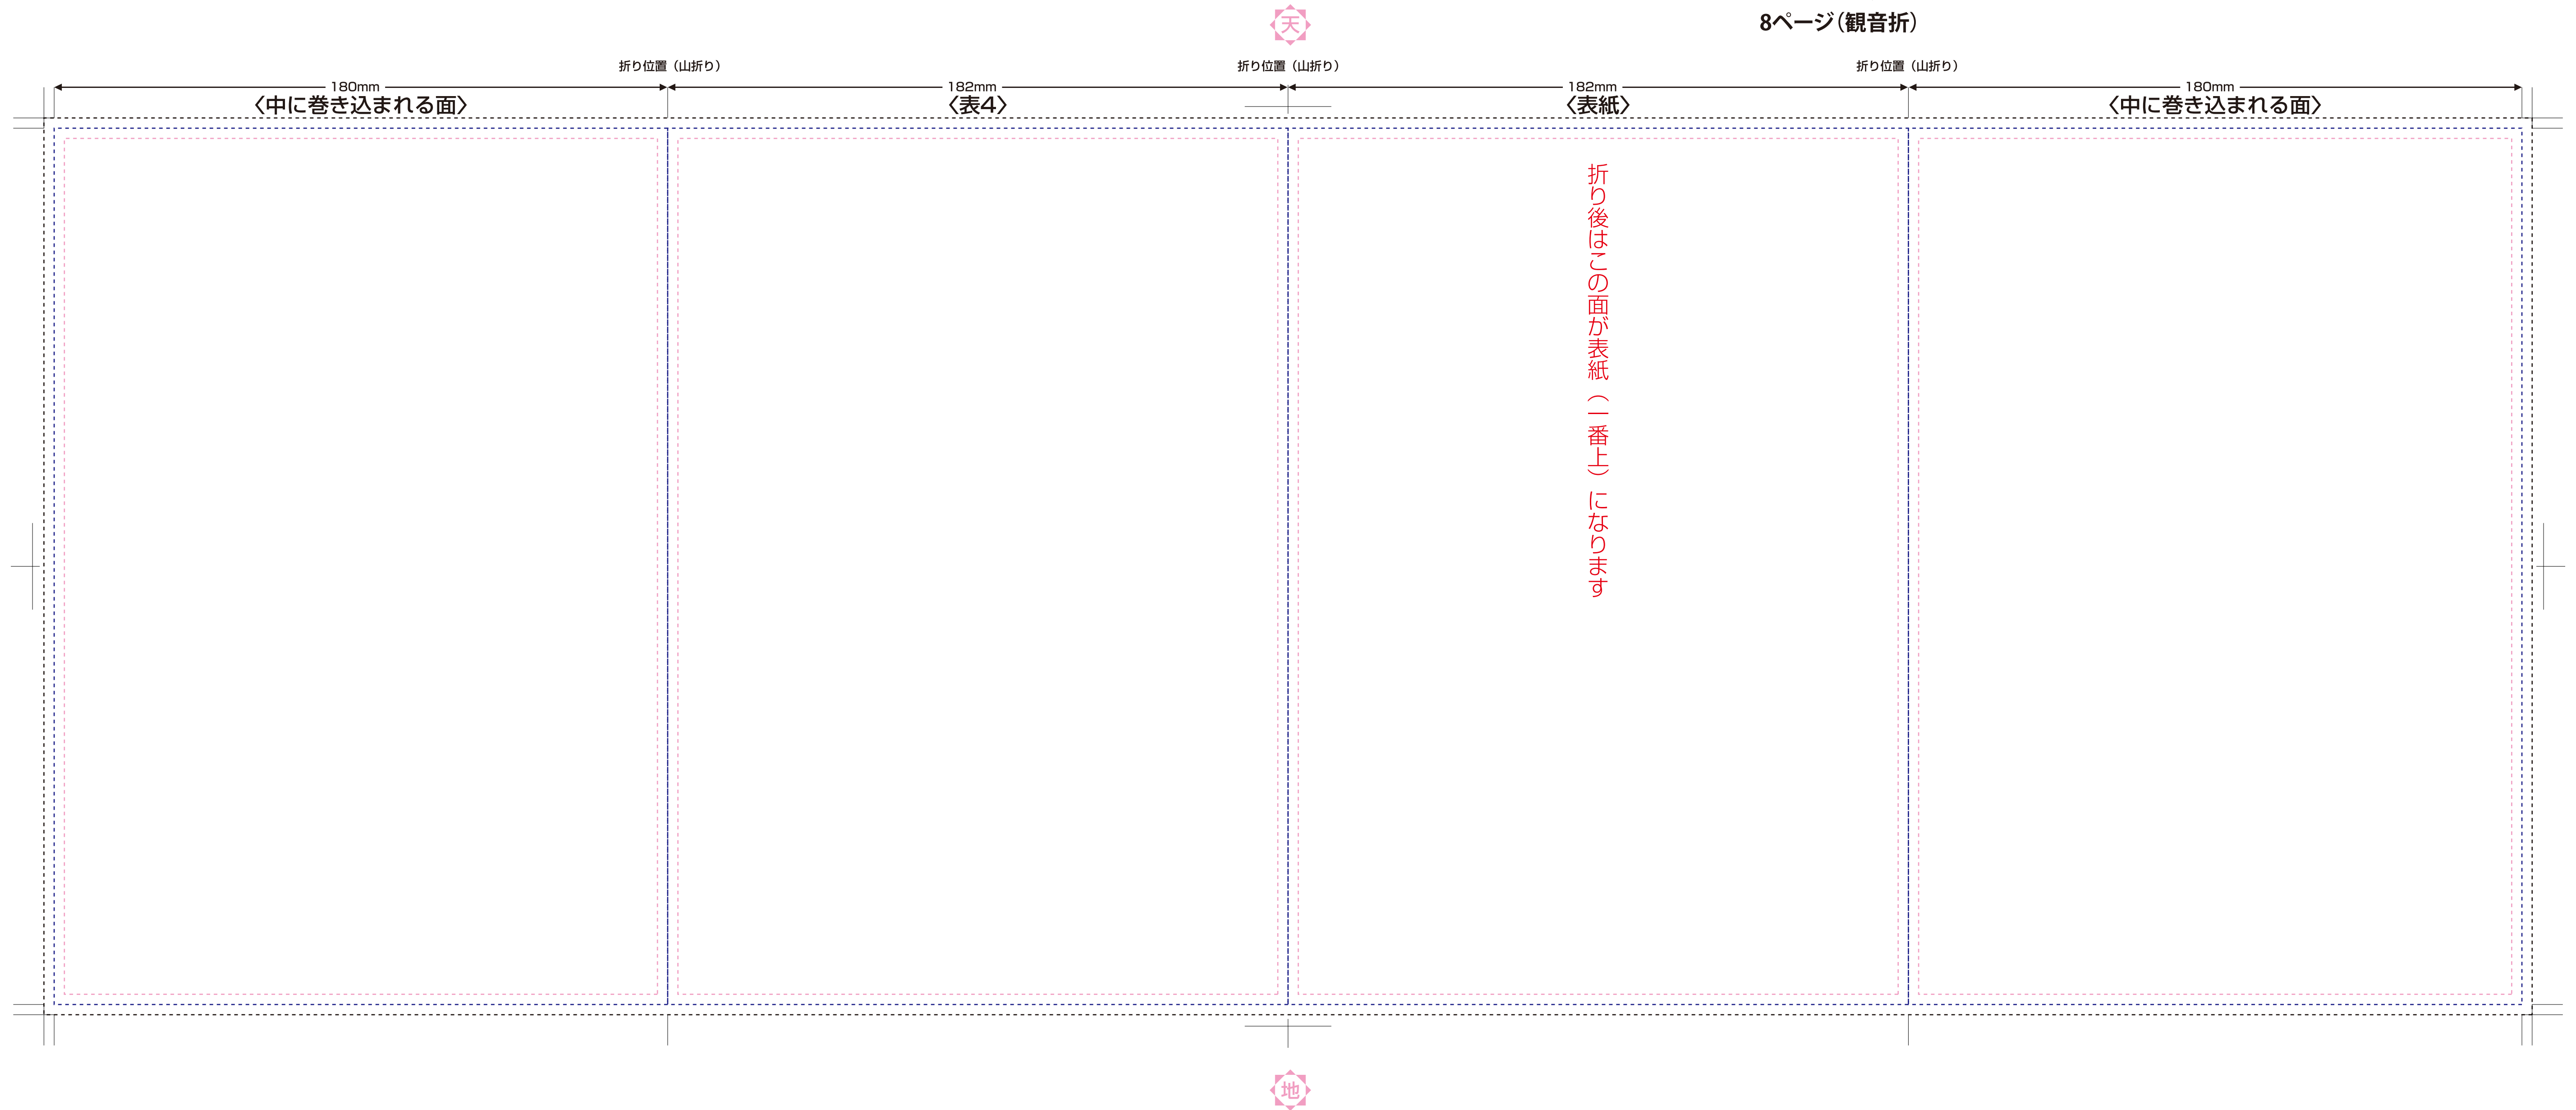 天
8ページ（観音折）
折り位置（山折り）
折り位置（山折り）
折り位置（山折り）
180mm
182mm
182mm
180mm
〈中に巻き込まれる面〉
〈表4〉
〈表紙〉
〈中に巻き込まれる面〉
折り後はこの面が表紙（一番上）になります
地